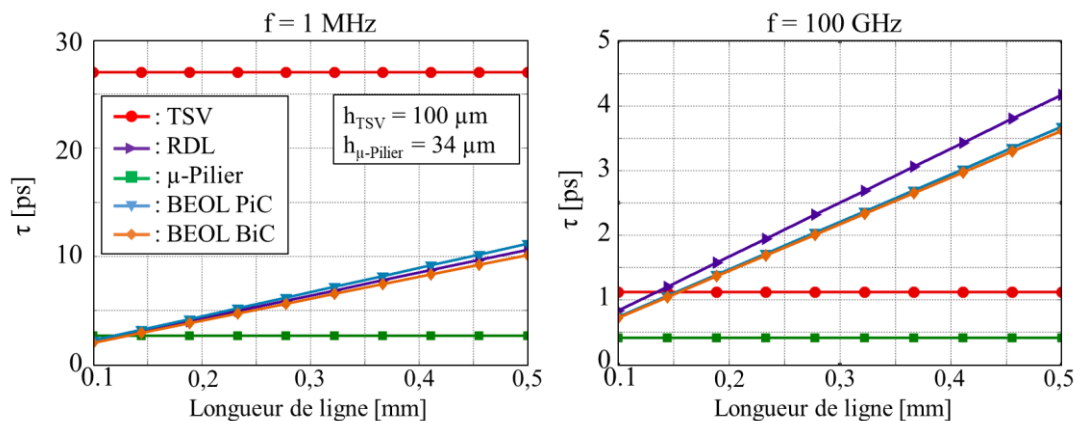 f = 1 MHz
τ [ps]
30
20
10
0
: TSV
: RDL
: µ-Pilier
: BEOL PiC
: BEOL BiC
hTSV = 100 µm
hµ-Pilier = 34 µm
0.1 0,2 0,3 0,4 0,5
Longueur de ligne [mm]
f = 100 GHz
τ [ps]
5
4
3
2
1
0
0.1 0,2 0,3 0,4 0,5
Longueur de ligne [mm]